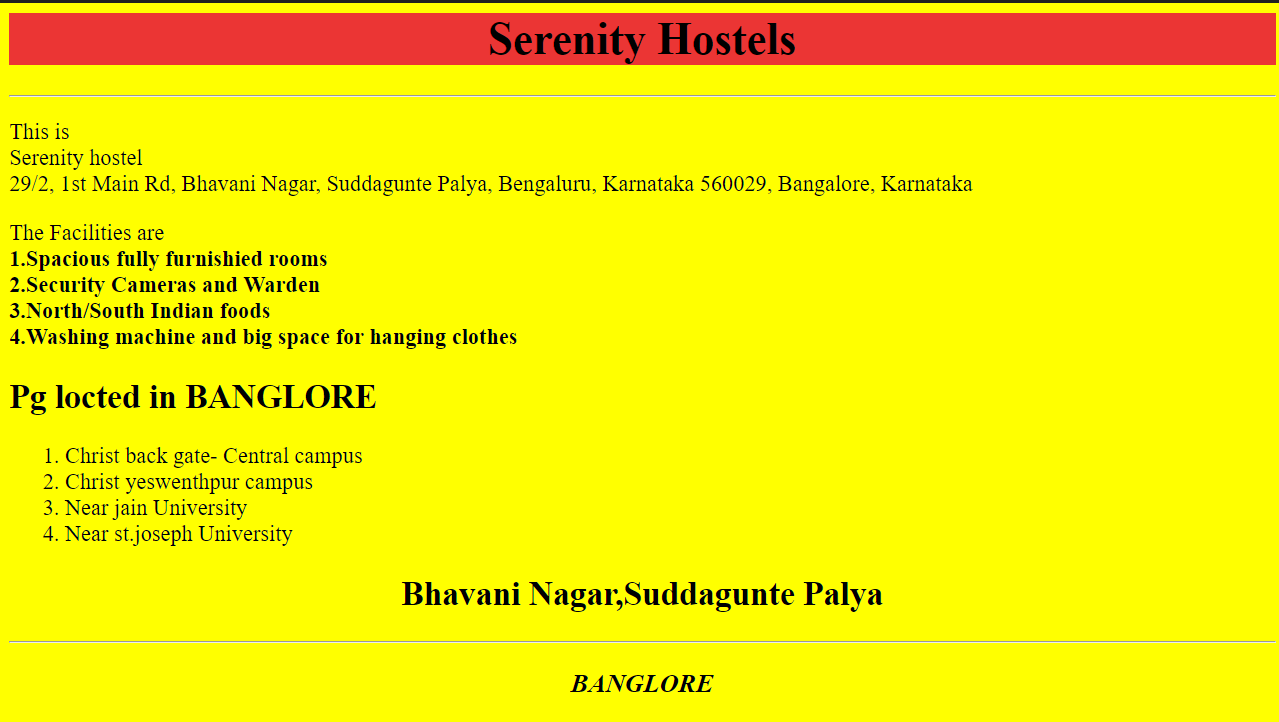 Serenity Hostels
This is
Serenity hostel
29/2, 1st Main Rd, Bhavani Nagar, Suddagunte Palya, Bengaluru, Karnataka 560029, Bangalore, Karnataka
The Facilities are
1.Spacious fully furnishied rooms
2.Security Cameras and Warden
3.North/South Indian foods
4.Washing machine and big space for hanging clothes
Pg locted in BANGLORE
1. Christ back gate- Central campus
2. Christ yeswenthpur campus
3. Near jain University
4. Near st.joseph University
Bhavani Nagar,Suddagunte Palya
BANGLORE